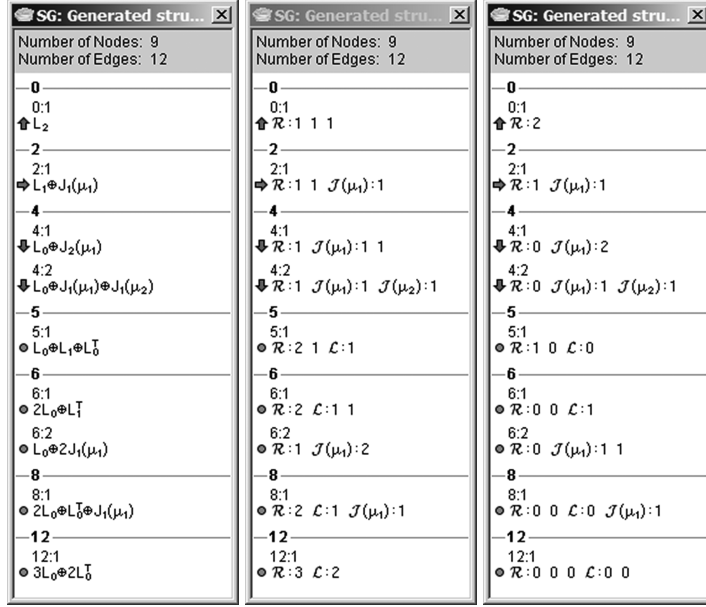 SG: Generated stru...
Number of Nodes: 9
Number of Edges: 12
0
0:1
L₂
2
2:1
L₁⊕J₁(μ₁)
4
4:1
L₀⊕J₂(μ₁)
4:2
L₀⊕J₁(μ₁)⊕J₁(μ₂)
5
5:1
L₀⊕L₁⊕L₀ᵀ
6
6:1
2L₀⊕L₁ᵀ
6:2
L₀⊕2J₁(μ₁)
8
8:1
2L₀⊕L₀ᵀ⊕J₁(μ₁)
12
12:1
3L₀⊕2L₀ᵀ
SG: Generated stru...
Number of Nodes: 9
Number of Edges: 12
0
0:1
ℛ:1 1 1
2
2:1
ℛ:1 1 𝒥(μ₁):1
4
4:1
ℛ:1 𝒥(μ₁):1 1
4:2
ℛ:1 𝒥(μ₁):1 𝒥(μ₂):1
5
5:1
ℛ:2 1 ℒ:1
6
6:1
ℛ:2 ℒ:1 1
6:2
ℛ:1 𝒥(μ₁):2
8
8:1
ℛ:2 ℒ:1 𝒥(μ₁):1
12
12:1
ℛ:3 ℒ:2
SG: Generated stru...
Number of Nodes: 9
Number of Edges: 12
0
0:1
ℛ:2
2
2:1
ℛ:1 𝒥(μ₁):1
4
4:1
ℛ:0 𝒥(μ₁):2
4:2
ℛ:0 𝒥(μ₁):1 𝒥(μ₂):1
5
5:1
ℛ:1 0 ℒ:0
6
6:1
ℛ:0 0 ℒ:1
6:2
ℛ:0 𝒥(μ₁):1 1
8
8:1
ℛ:0 0 ℒ:0 𝒥(μ₁):1
12
12:1
ℛ:0 0 0 ℒ:0 0